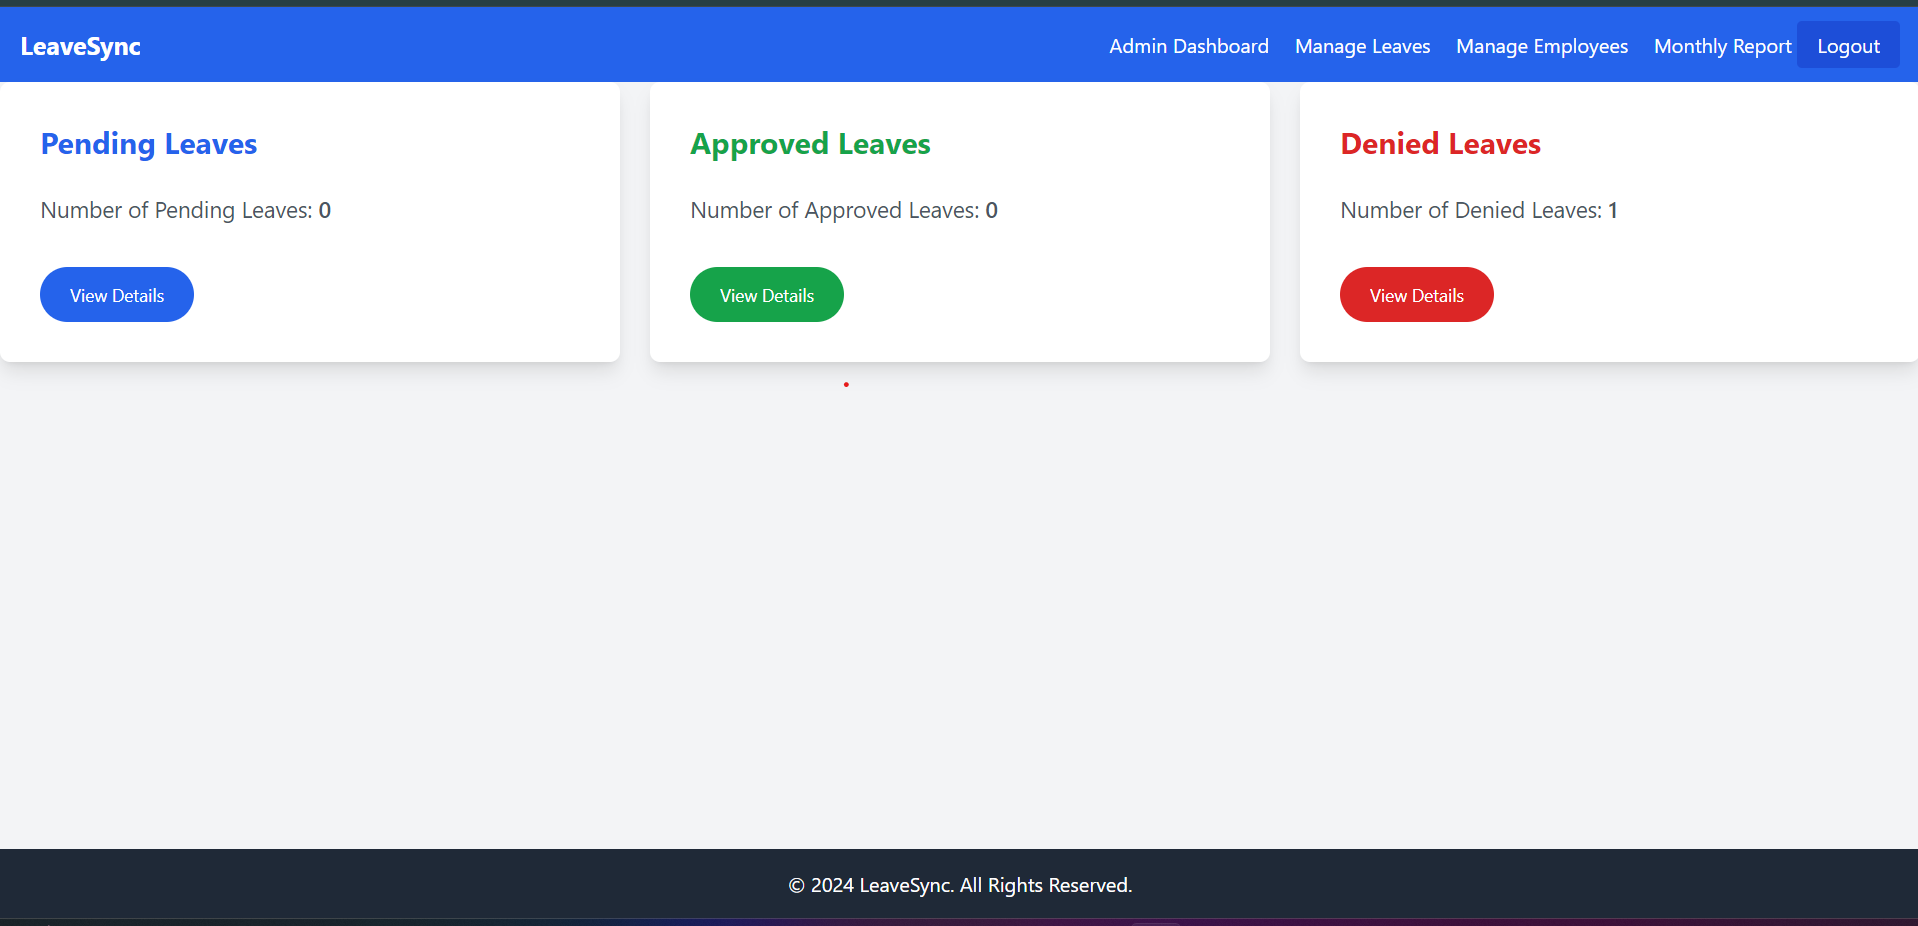 LeaveSync
Admin Dashboard Manage Leaves Manage Employees Monthly Report Logout
Pending Leaves
Number of Pending Leaves: 0
View Details
Approved Leaves
Number of Approved Leaves: 0
View Details
Denied Leaves
Number of Denied Leaves: 1
View Details
© 2024 LeaveSync. All Rights Reserved.